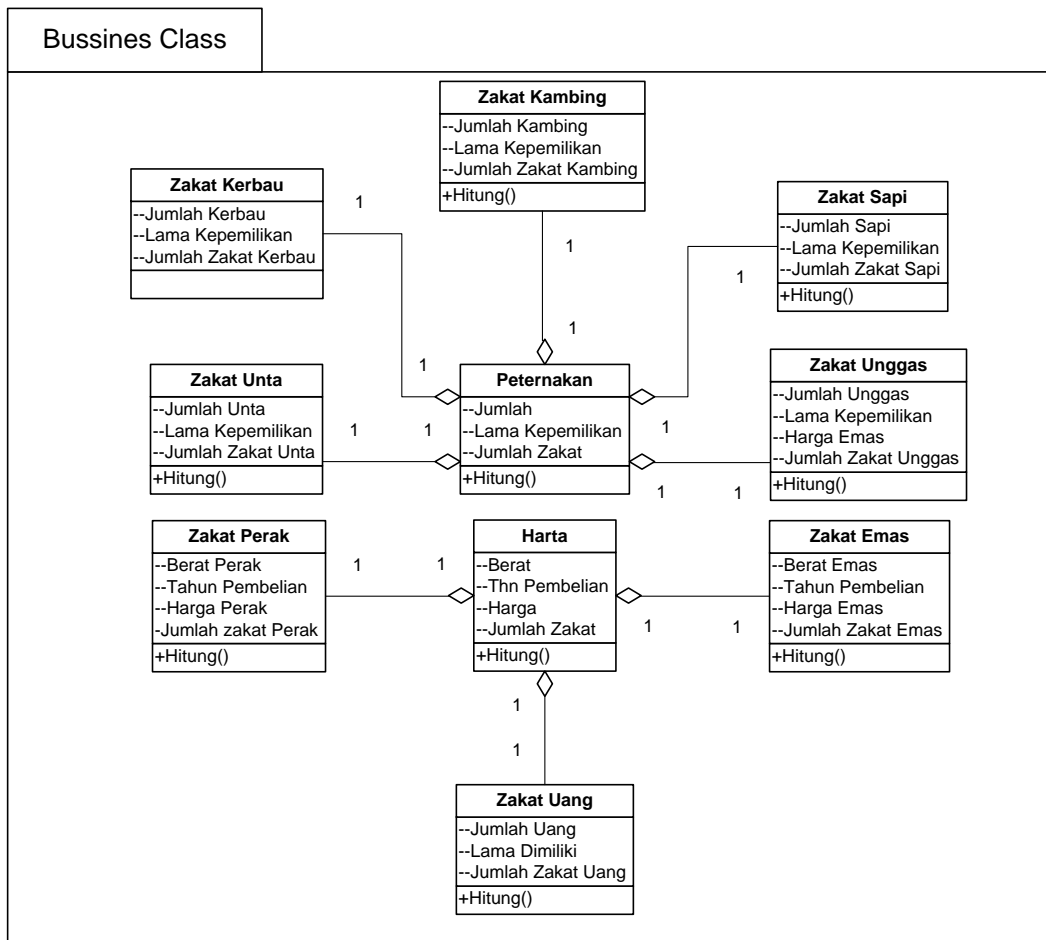 Bussines Class
Zakat Kambing
--Jumlah Kambing
--Lama Kepemilikan
--Jumlah Zakat Kambing
+Hitung()
Zakat Kerbau
--Jumlah Kerbau
--Lama Kepemilikan
--Jumlah Zakat Kerbau
Zakat Sapi
--Jumlah Sapi
--Lama Kepemilikan
--Jumlah Zakat Sapi
+Hitung()
1
1
1
1
1
1
Zakat Unta
--Jumlah Unta
--Lama Kepemilikan
--Jumlah Zakat Unta
+Hitung()
1
1
Peternakan
--Jumlah
--Lama Kepemilikan
--Jumlah Zakat
+Hitung()
1
1
Zakat Unggas
--Jumlah Unggas
--Lama Kepemilikan
--Harga Emas
--Jumlah Zakat Unggas
+Hitung()
Zakat Perak
--Berat Perak
--Tahun Pembelian
--Harga Perak
-Jumlah zakat Perak
+Hitung()
1
1
Harta
--Berat
--Thn Pembelian
--Harga
--Jumlah Zakat
+Hitung()
1
1
Zakat Emas
--Berat Emas
--Tahun Pembelian
--Harga Emas
--Jumlah Zakat Emas
+Hitung()
1
1
Zakat Uang
--Jumlah Uang
--Lama Dimiliki
--Jumlah Zakat Uang
+Hitung()